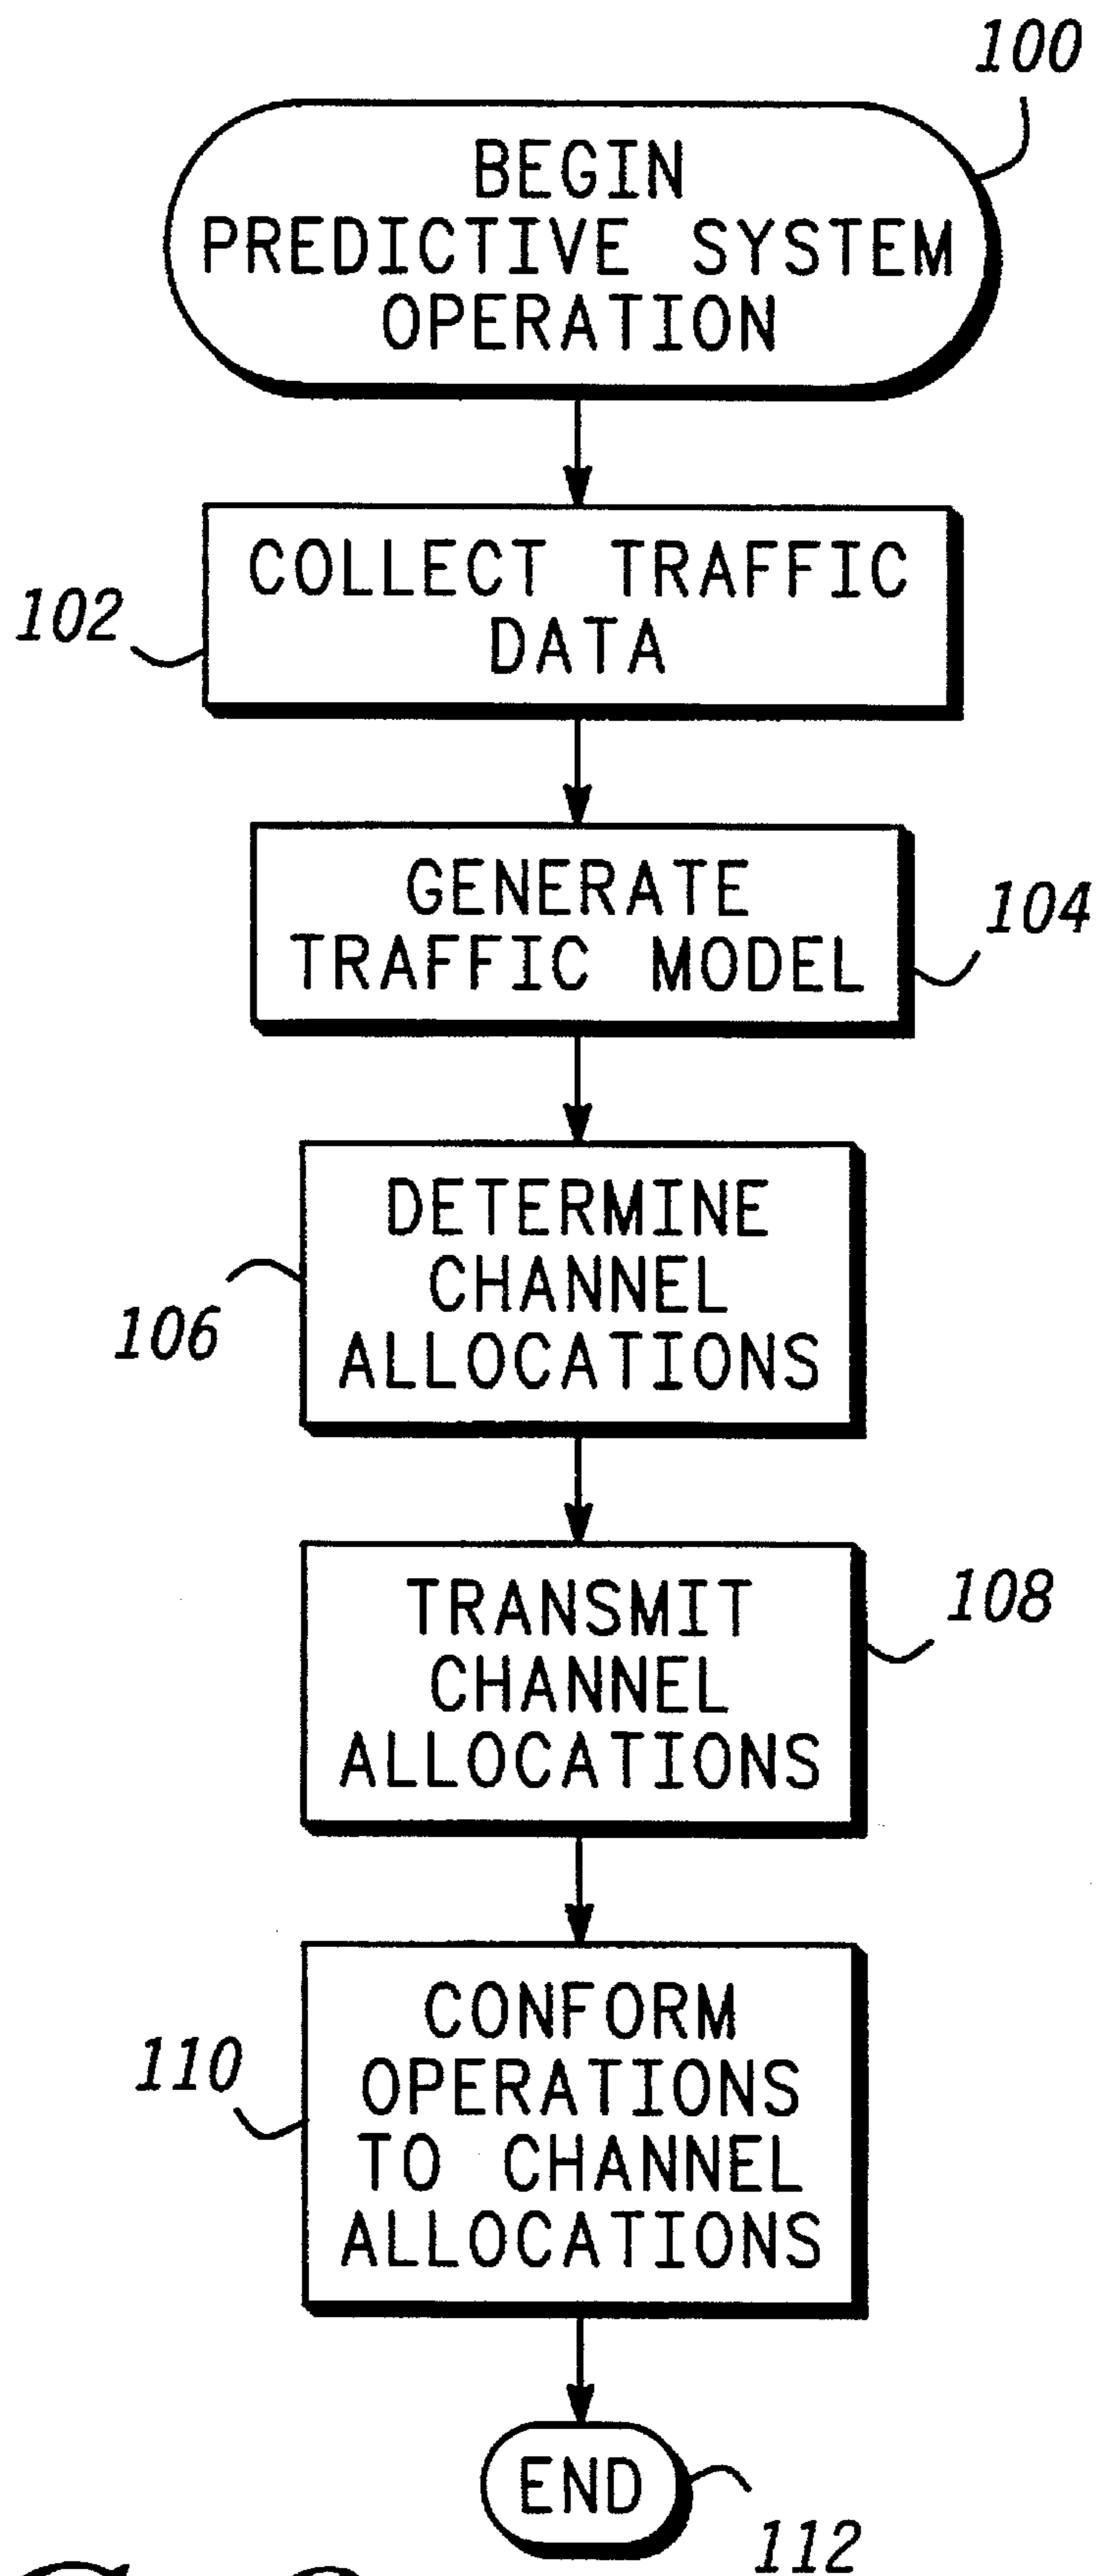 100
BEGIN
PREDICTIVE SYSTEM
OPERATION
COLLECT TRAFFIC
DATA
102
GENERATE
TRAFFIC MODEL
104
DETERMINE
CHANNEL
ALLOCATIONS
106
TRANSMIT
CHANNEL
ALLOCATIONS
108
CONFORM
OPERATIONS
TO CHANNEL
ALLOCATIONS
110
END
112